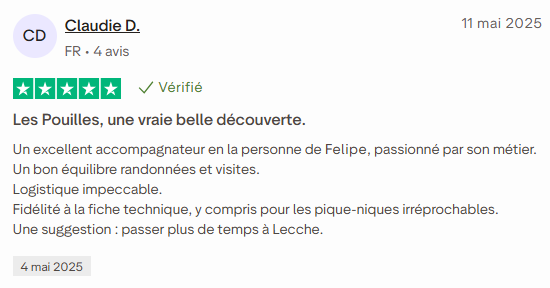 CD
Claudie D.
11 mai 2025
FR • 4 avis
Vérifié
Les Pouilles, une vraie belle découverte.
Un excellent accompagnateur en la personne de Felipe, passionné par son métier.
Un bon équilibre randonnées et visites.
Logistique impeccable.
Fidélité à la fiche technique, y compris pour les pique-niques irréprochables.
Une suggestion : passer plus de temps à Lecche.
4 mai 2025